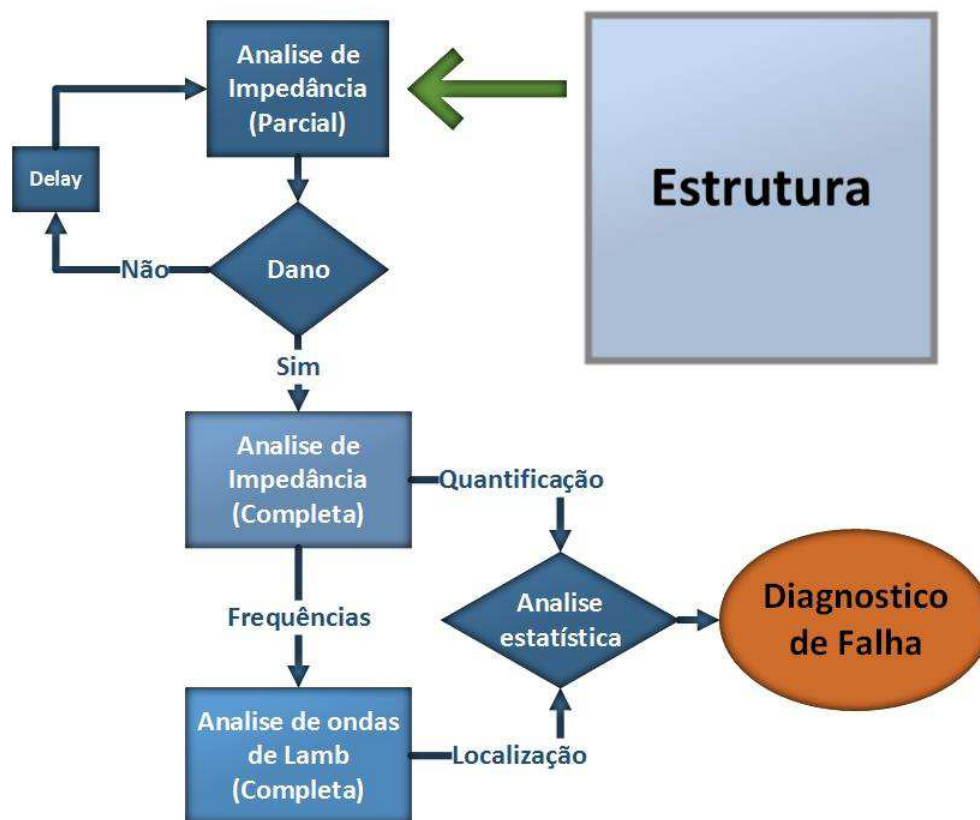 Analise de
Impedância
(Parcial)
Estrutura
Delay
Não
Dano
Sim
Analise de
Impedância
(Completa)
Quantificação
Frequências
Analise
estatística
Diagnostico
de Falha
Analise de ondas
de Lamb
(Completa)
Localização